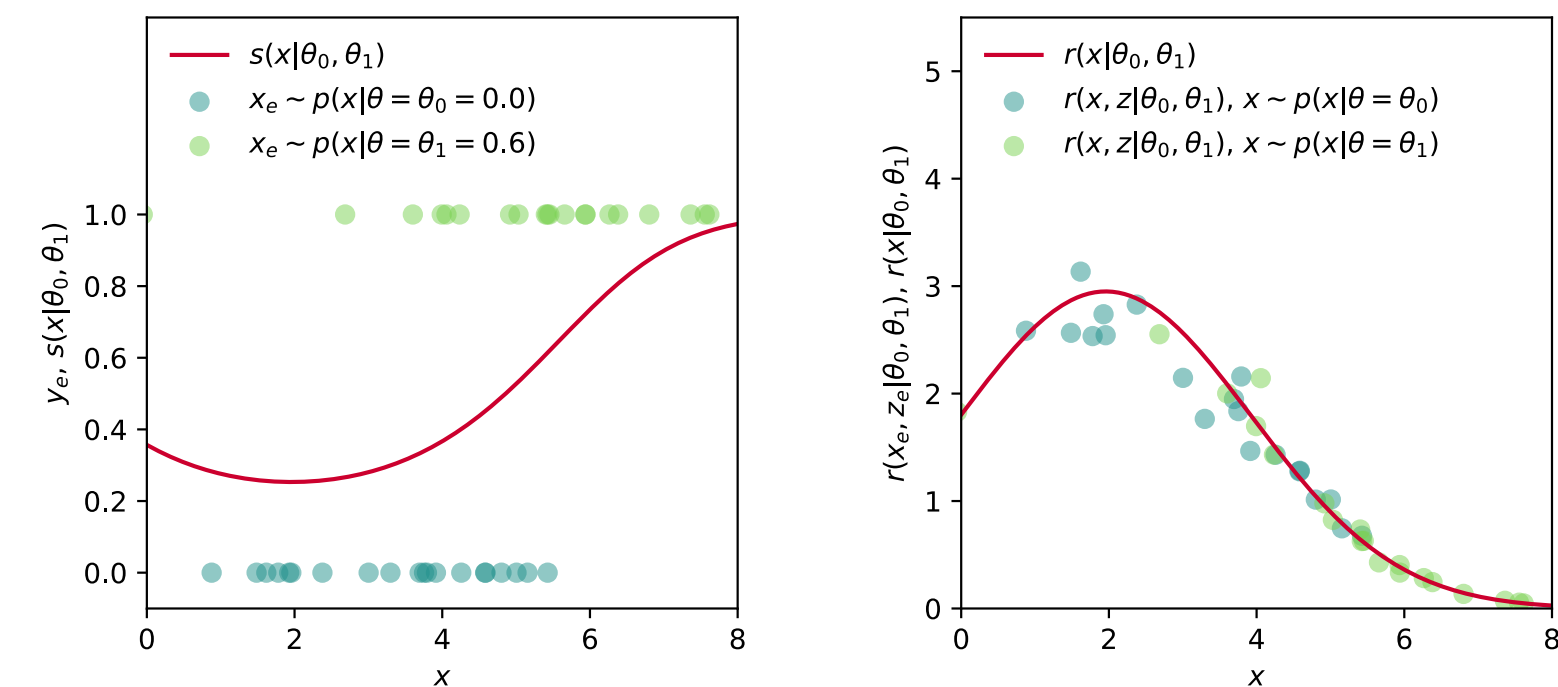 s(x|θ₀, θ₁)
xₑ ~ p(x|θ = θ₀ = 0.0)
xₑ ~ p(x|θ = θ₁ = 0.6)
1.0
0.8
0.6
0.4
0.2
0.0
yₑ, s(x|θ₀, θ₁)
0 2 4 6 8
x
r(x|θ₀, θ₁)
r(x, z|θ₀, θ₁), x ~ p(x|θ = θ₀)
r(x, z|θ₀, θ₁), x ~ p(x|θ = θ₁)
5
4
3
2
1
0
r(xₑ, zₑ|θ₀, θ₁), r(x|θ₀, θ₁)
0 2 4 6 8
x